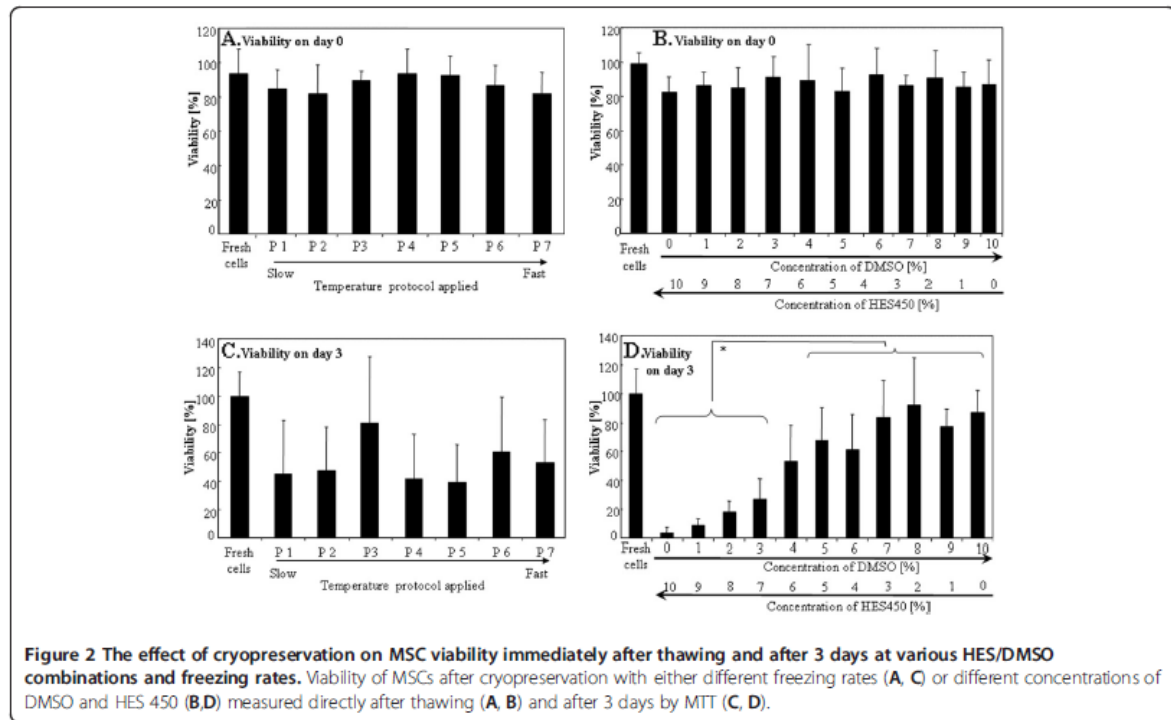 A. Viability on day 0
Viability [%]
120
100
80
60
40
20
0
Fresh cells
P 1
P 2
P3
P 4
P 5
P 6
P 7
Slow
Fast
Temperature protocol applied
B. Viability on day 0
Viability [%]
120
100
80
60
40
20
0
Fresh cells
0 1 2 3 4 5 6 7 8 9 10
Concentration of DMSO [%]
10 9 8 7 6 5 4 3 2 1 0
Concentration of HES450 [%]
C. Viability on day 3
Viability [%]
140
120
100
80
60
40
20
0
Fresh cells
P 1
P 2
P3
P 4
P 5
P 6
P 7
Slow
Fast
Temperature protocol applied
D. Viability
on day 3
*
Viability [%]
140
120
100
80
60
40
20
0
Fresh cells
0 1 2 3 4 5 6 7 8 9 10
Concentration of DMSO [%]
10 9 8 7 6 5 4 3 2 1 0
Concentration of HES450 [%]
Figure 2 The effect of cryopreservation on MSC viability immediately after thawing and after 3 days at various HES/DMSO
combinations and freezing rates. Viability of MSCs after cryopreservation with either different freezing rates (A, C) or different concentrations of
DMSO and HES 450 (B,D) measured directly after thawing (A, B) and after 3 days by MTT (C, D).